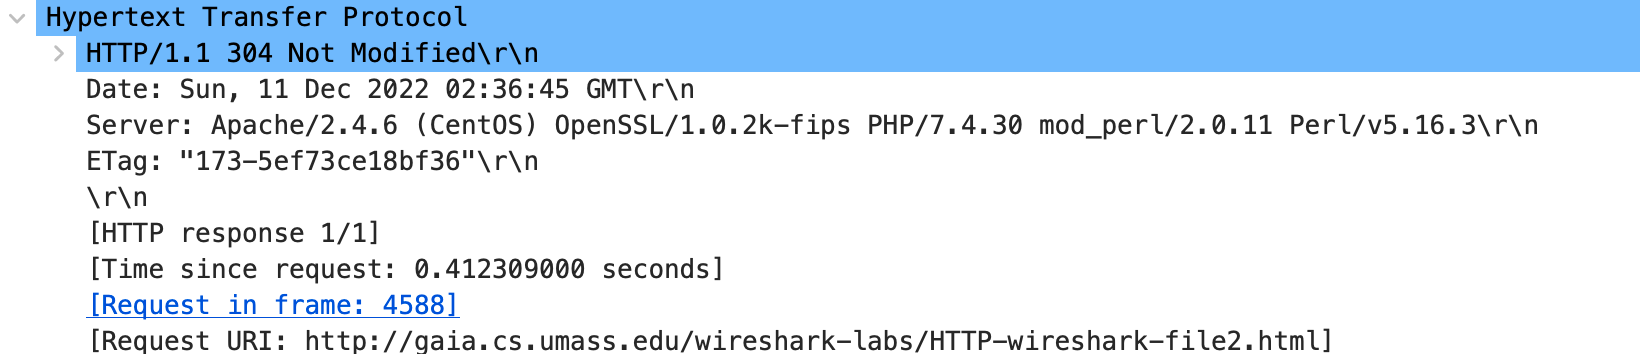 Hypertext Transfer Protocol
HTTP/1.1 304 Not Modified\r\n
Date: Sun, 11 Dec 2022 02:36:45 GMT\r\n
Server: Apache/2.4.6 (CentOS) OpenSSL/1.0.2k-fips PHP/7.4.30 mod_perl/2.0.11 Perl/v5.16.3\r\n
ETag: "173-5ef73ce18bf36"\r\n
\r\n
[HTTP response 1/1]
[Time since request: 0.412309000 seconds]
[Request in frame: 4588]
[Request URI: http://gaia.cs.umass.edu/wireshark-labs/HTTP-wireshark-file2.html]